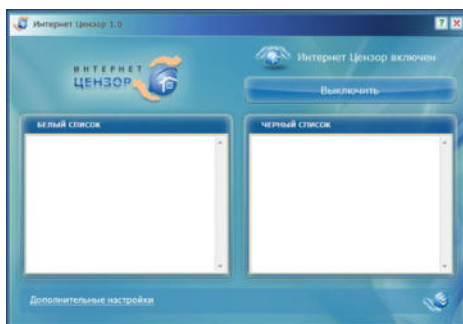 Интернет Цензор 1.0
ИНТЕРНЕТ
ЦЕНЗОР
Интернет Цензор включен
Выключить
БЕЛЫЙ СПИСОК
ЧЕРНЫЙ СПИСОК
Дополнительные настройки